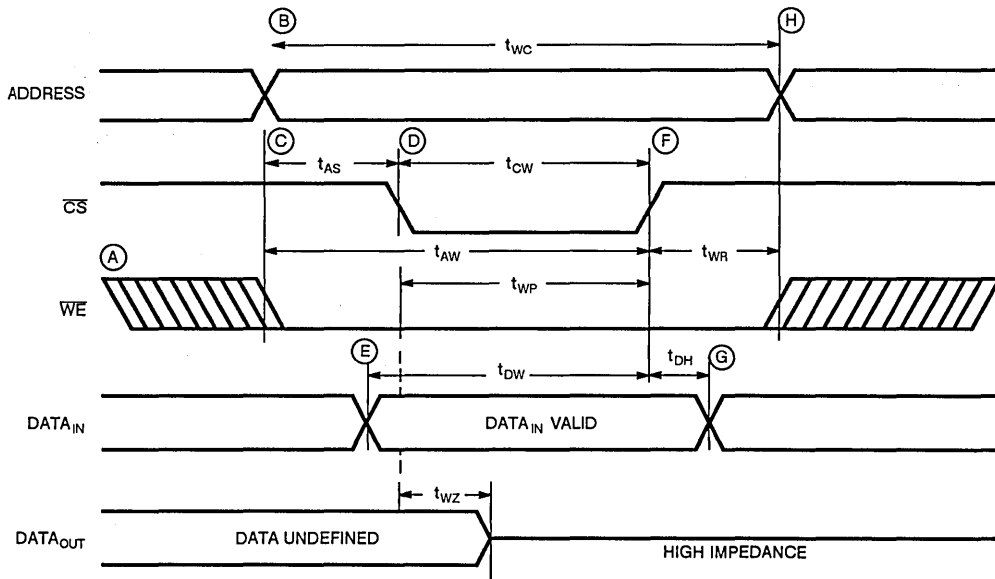 B
H
tWC
ADDRESS
C
tAS
D
tCW
F
CS
tAW
tWR
A
tWP
WE
E
tDW
tDH
G
DATAIN
DATAIN VALID
tWZ
DATAOUT
DATA UNDEFINED
HIGH IMPEDANCE